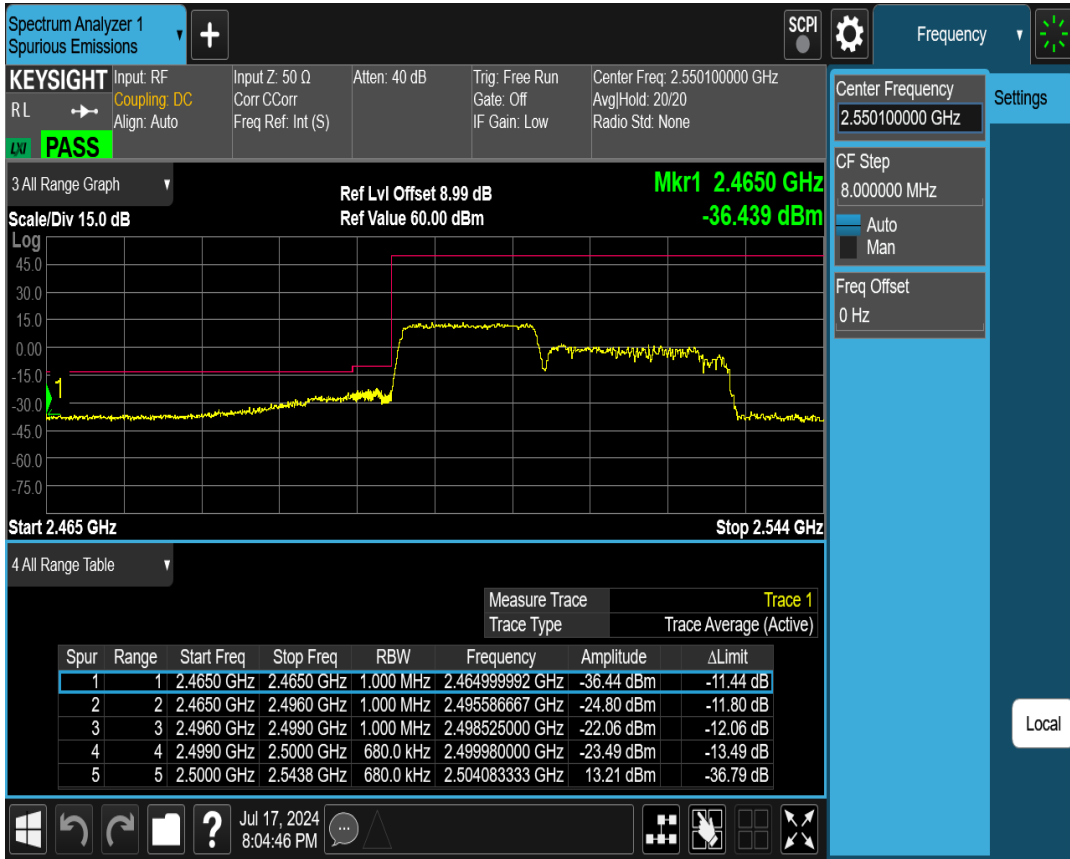 Spectrum Analyzer 1
Spurious Emissions
+
SCPI
Frequency
KEYSIGHT
RL
LXI
PASS
Input: RF
Coupling: DC
Align: Auto
Input Z: 50 Ω
Corr CCorr
Freq Ref: Int (S)
Atten: 40 dB
Trig: Free Run
Gate: Off
IF Gain: Low
Center Freq: 2.550100000 GHz
Avg|Hold: 20/20
Radio Std: None
Center Frequency
2.550100000 GHz
Settings
CF Step
8.000000 MHz
Auto
Man
Freq Offset
0 Hz
Local
3 All Range Graph
Scale/Div 15.0 dB
Ref Lvl Offset 8.99 dB
Ref Value 60.00 dBm
Mkr1 2.4650 GHz
-36.439 dBm
Log
45.0
30.0
15.0
0.00
-15.0
-30.0
-45.0
-60.0
-75.0
1
Start 2.465 GHz
Stop 2.544 GHz
4 All Range Table
Measure Trace Trace 1
Trace Type Trace Average (Active)
Spur Range Start Freq Stop Freq RBW Frequency Amplitude ΔLimit
1 1 2.4650 GHz 2.4650 GHz 1.000 MHz 2.464999992 GHz -36.44 dBm -11.44 dB
2 2 2.4650 GHz 2.4960 GHz 1.000 MHz 2.495586667 GHz -24.80 dBm -11.80 dB
3 3 2.4960 GHz 2.4990 GHz 1.000 MHz 2.498525000 GHz -22.06 dBm -12.06 dB
4 4 2.4990 GHz 2.5000 GHz 680.0 kHz 2.499980000 GHz -23.49 dBm -13.49 dB
5 5 2.5000 GHz 2.5438 GHz 680.0 kHz 2.504083333 GHz 13.21 dBm -36.79 dB
?
Jul 17, 2024
8:04:46 PM